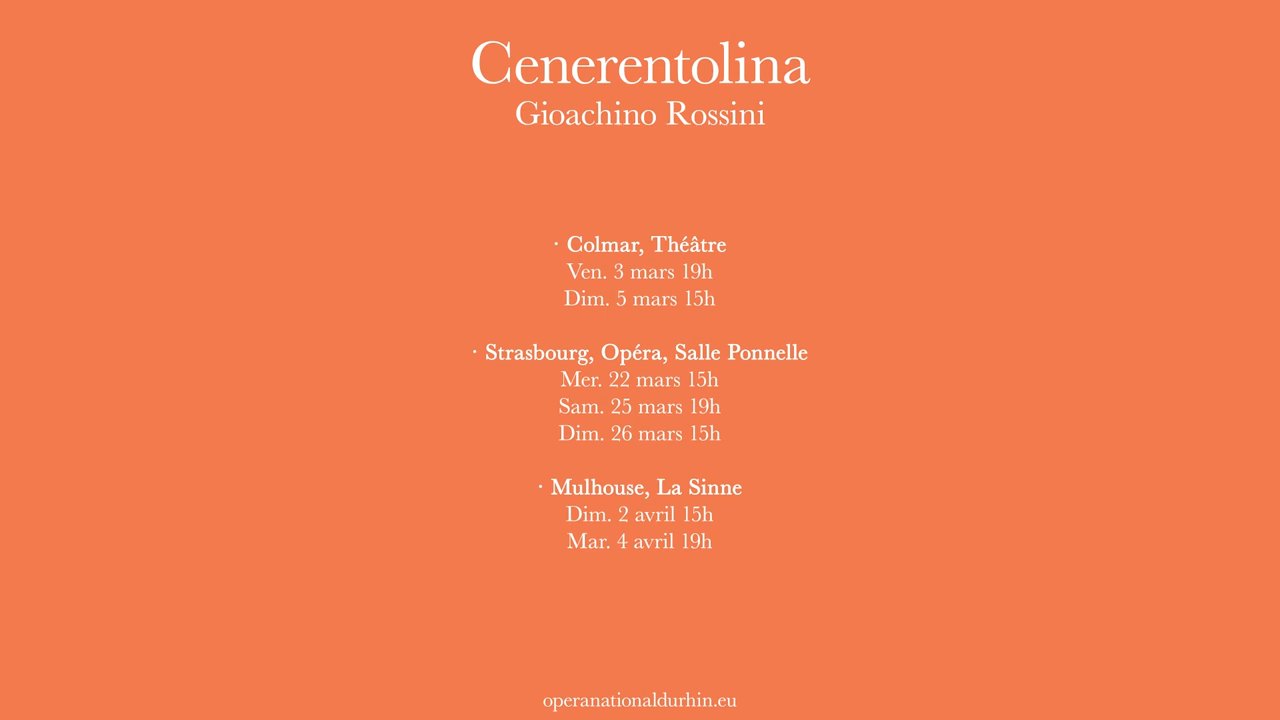 Cenerentolina
Gioachino Rossini
· Colmar, Théâtre
Ven. 3 mars 19h
Dim. 5 mars 15h
· Strasbourg, Opéra, Salle Ponnelle
Mer. 22 mars 15h
Sam. 25 mars 19h
Dim. 26 mars 15h
· Mulhouse, La Sinne
Dim. 2 avril 15h
Mar. 4 avril 19h
operanationaldurhin.eu